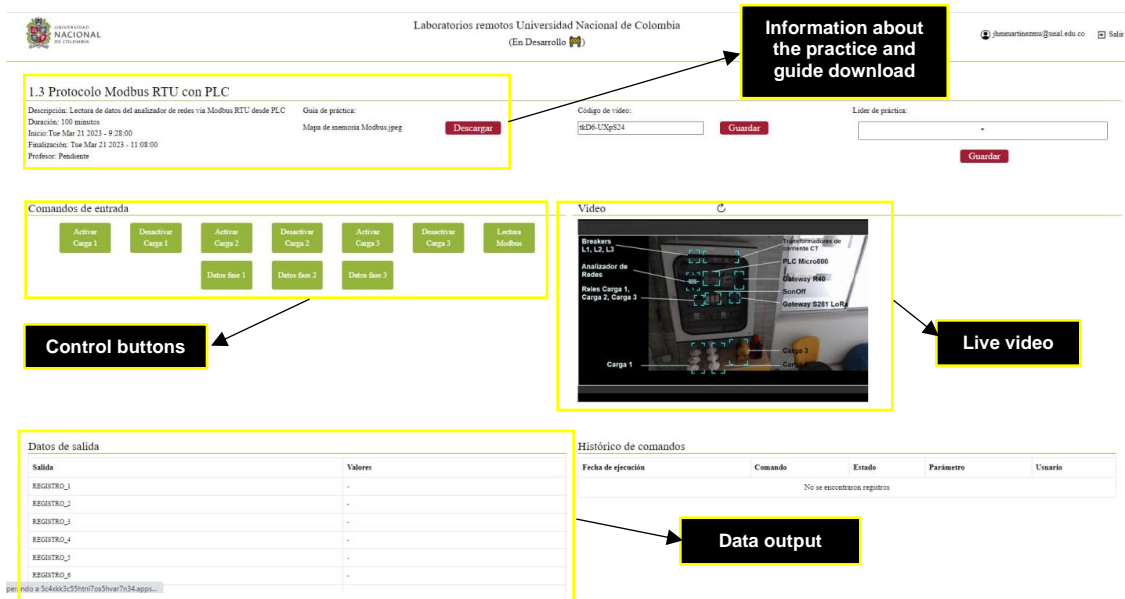 UNIVERSIDAD
NACIONAL
DE COLOMBIA
Laboratorios remotos Universidad Nacional de Colombia
(En Desarrollo 🚧)
Information about
the practice and
guide download
jhmmartinezmu@unal.edu.co
Salir
1.3 Protocolo Modbus RTU con PLC
Descripción: Lectura de datos del analizador de redes vía Modbus RTU desde PLC
Duración: 100 minutos
Inicio:Tue Mar 21 2023 - 9:28:00
Finalización: Tue Mar 21 2023 - 11:08:00
Profesor: Pendiente
Guía de práctica:
Mapa de memoria Modbus.jpeg
Descargar
Código de video:
tkD6-UXpS24
Guardar
Líder de práctica:
Guardar
Comandos de entrada
Activar
Carga 1
Desactivar
Carga 1
Activar
Carga 2
Desactivar
Carga 2
Activar
Carga 3
Desactivar
Carga 3
Lectura
Modbus
Datos fase 1
Datos fase 2
Datos fase 3
Control buttons
Video
Breakers
L1, L2, L3
Analizador de
Redes
Reles Carga 1,
Carga 2, Carga 3
Carga 1
Transformadores de
corriente CT
PLC Micro800
Gateway R40
SonOff
Gateway S281 LoRa
Carga 3
Live video
Datos de salida
Salida
Valores
REGISTRO_1
-
REGISTRO_2
-
REGISTRO_3
-
REGISTRO_4
-
REGISTRO_5
-
REGISTRO_6
-
Histórico de comandos
Fecha de ejecución
Comando
Estado
Parámetro
Usuario
No se encontraron registros
Data output